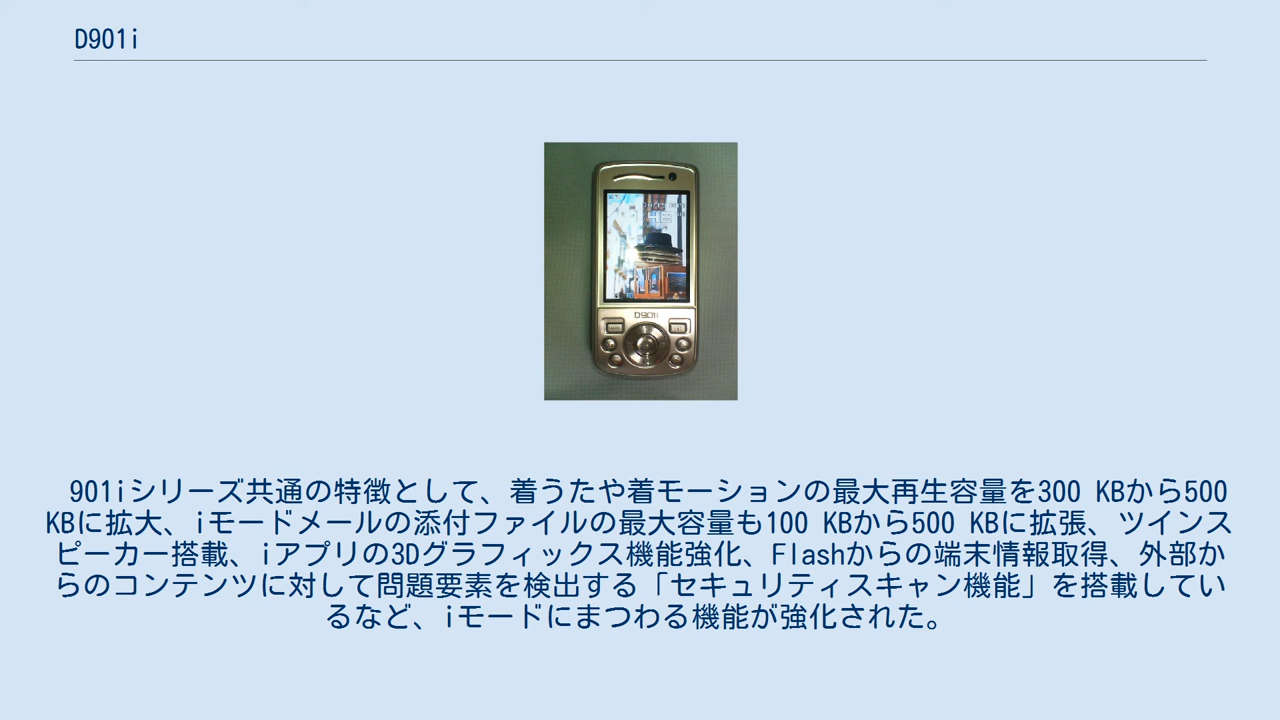 D901i
D901i
901iシリーズ共通の特徴として、着うたや着モーションの最大再生容量を300 KBから500
KBに拡大、iモードメールの添付ファイルの最大容量も100 KBから500 KBに拡張、ツインス
ピーカー搭載、iアプリの3Dグラフィックス機能強化、Flashからの端末情報取得、外部か
らのコンテンツに対して問題要素を検出する「セキュリティスキャン機能」を搭載してい
るなど、iモードにまつわる機能が強化された。